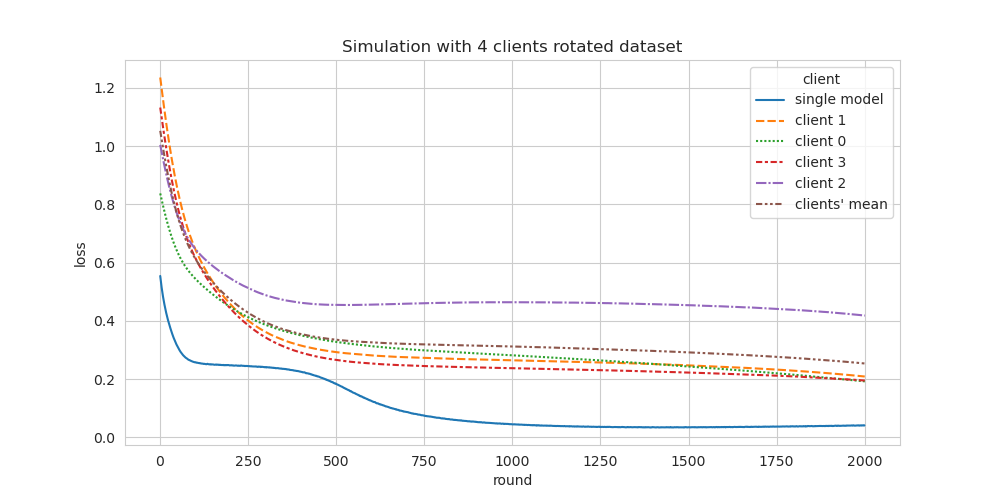 Simulation with 4 clients rotated dataset
client
single model
client 1
client 0
client 3
client 2
clients' mean
loss
1.2
1.0
0.8
0.6
0.4
0.2
0.0
0 250 500 750 1000 1250 1500 1750 2000
round